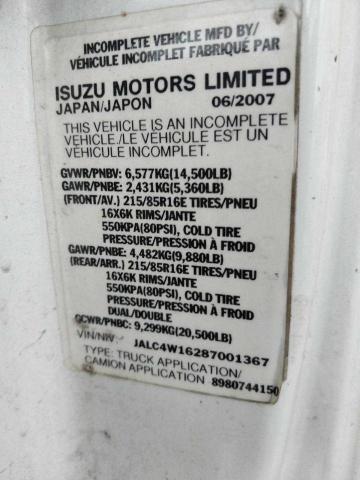 INCOMPLETE VEHICLE MFD BY/
VÉHICULE INCOMPLET FABRIQUÉ PAR
ISUZU MOTORS LIMITED
JAPAN/JAPON 06/2007
THIS VEHICLE IS AN INCOMPLETE
VEHICLE./LE VÉHICULE EST UN
VÉHICULE INCOMPLET.
GVWR/PNBV: 6,577KG(14,500LB)
GAWR/PNBE: 2,431KG(5,360LB)
(FRONT/AV.) 215/85R16E TIRES/PNEU
16X6K RIMS/JANTE
550KPA(80PSI), COLD TIRE
PRESSURE/PRESSION À FROID
GAWR/PNBE: 4,482KG(9,880LB)
(REAR/ARR.) 215/85R16E TIRES/PNEU
16X6K RIMS/JANTE
550KPA(80PSI), COLD TIRE
PRESSURE/PRESSION À FROID
DUAL/DOUBLE
GCWR/PNBC: 9,299KG(20,500LB)
VIN/NIV JALC4W16287001367
TYPE: TRUCK APPLICATION/
CAMION APPLICATION 8980744150